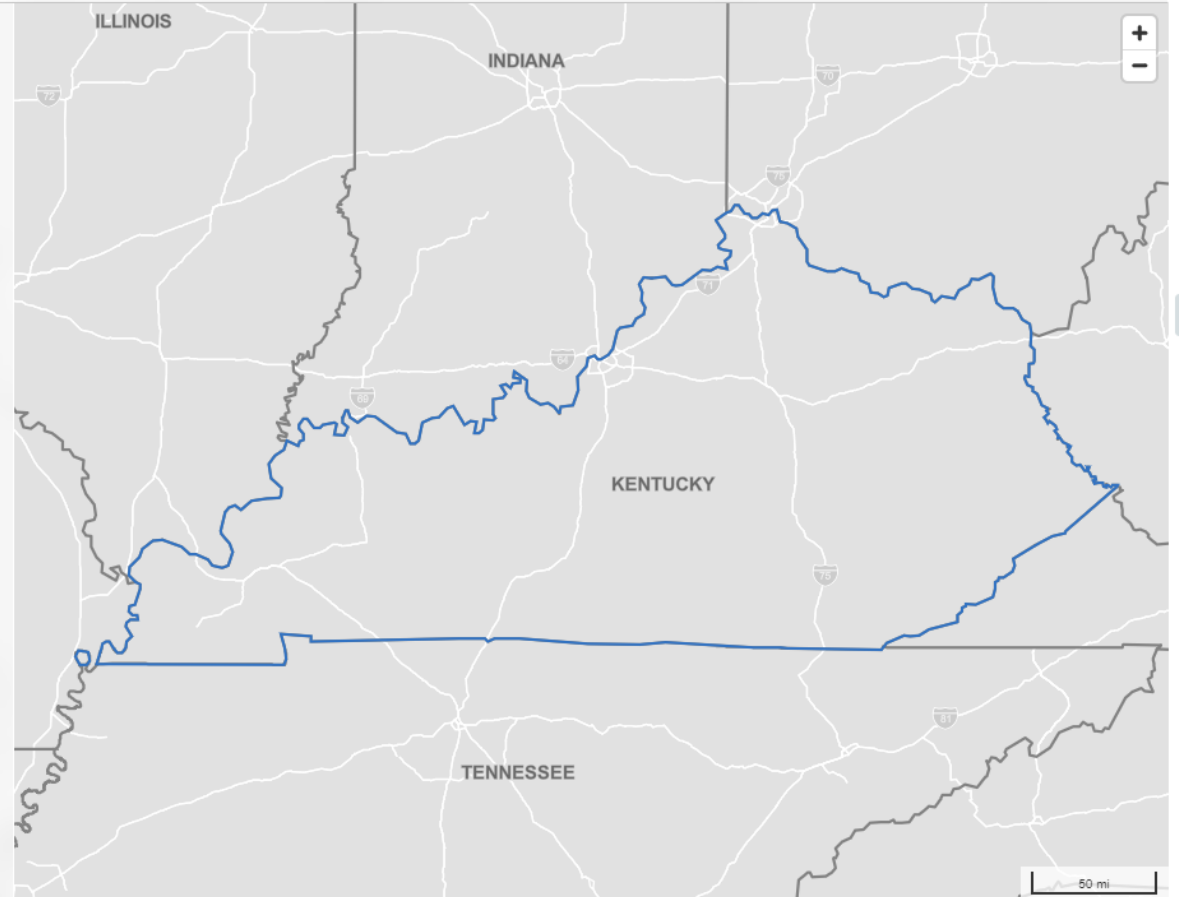 ILLINOIS
+
INDIANA
−
70
72
75
71
64
69
KENTUCKY
75
81
TENNESSEE
50 mi